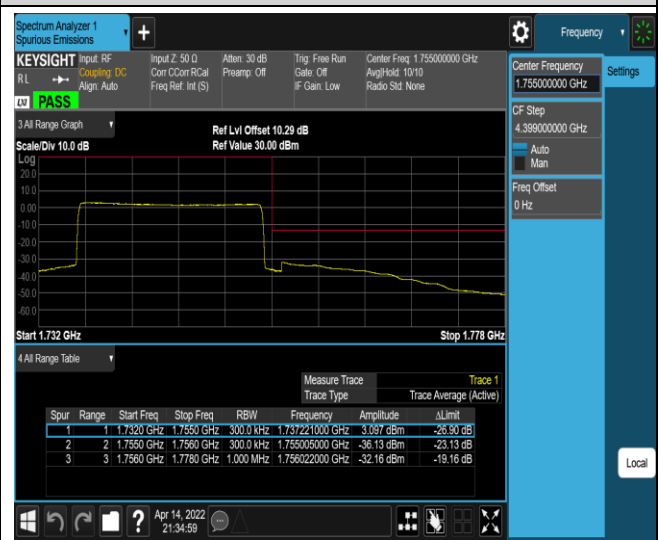 Spectrum Analyzer 1
Spurious Emissions
Frequency
KEYSIGHT Input: RF Input Z: 50 Ω Atten: 30 dB Trig: Free Run Center Freq: 1.755000000 GHz
RL Coupling: DC Corr CCorr RCal Preamp: Off Gate: Off Avg|Hold: 10/10
Align: Auto Freq Ref: Int (S) IF Gain: Low Radio Std: None
LXI PASS
Center Frequency
1.755000000 GHz
Settings
CF Step
4.399000000 GHz
Auto
Man
Freq Offset
0 Hz
Local
3 All Range Graph
Ref Lvl Offset 10.29 dB
Scale/Div 10.0 dB Ref Value 30.00 dBm
Log
20.0
10.0
0.00
-10.0
-20.0
-30.0
-40.0
-50.0
-60.0
Start 1.732 GHz Stop 1.778 GHz
4 All Range Table
Measure Trace Trace 1
Trace Type Trace Average (Active)
Spur Range Start Freq Stop Freq RBW Frequency Amplitude ΔLimit
1 1 1.7320 GHz 1.7550 GHz 300.0 kHz 1.737221000 GHz 3.097 dBm -26.90 dB
2 2 1.7550 GHz 1.7560 GHz 300.0 kHz 1.755005000 GHz -36.13 dBm -23.13 dB
3 3 1.7560 GHz 1.7780 GHz 1.000 MHz 1.756022000 GHz -32.16 dBm -19.16 dB
Apr 14, 2022
21:34:59